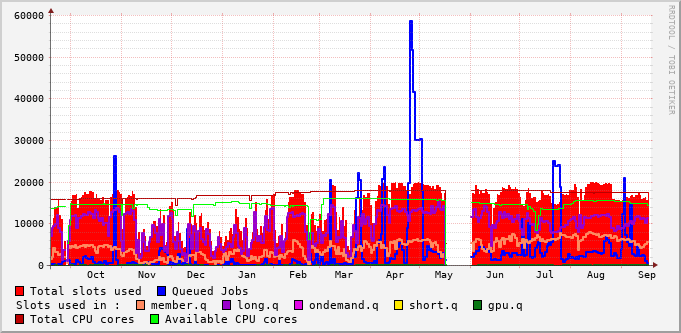 60000
50000
40000
30000
20000
10000
0
Oct Nov Dec Jan Feb Mar Apr May Jun Jul Aug Sep
RRDTOOL / TOBI OETIKER
Total slots used Queued Jobs
Slots used in : member.q long.q ondemand.q short.q gpu.q
Total CPU cores Available CPU cores